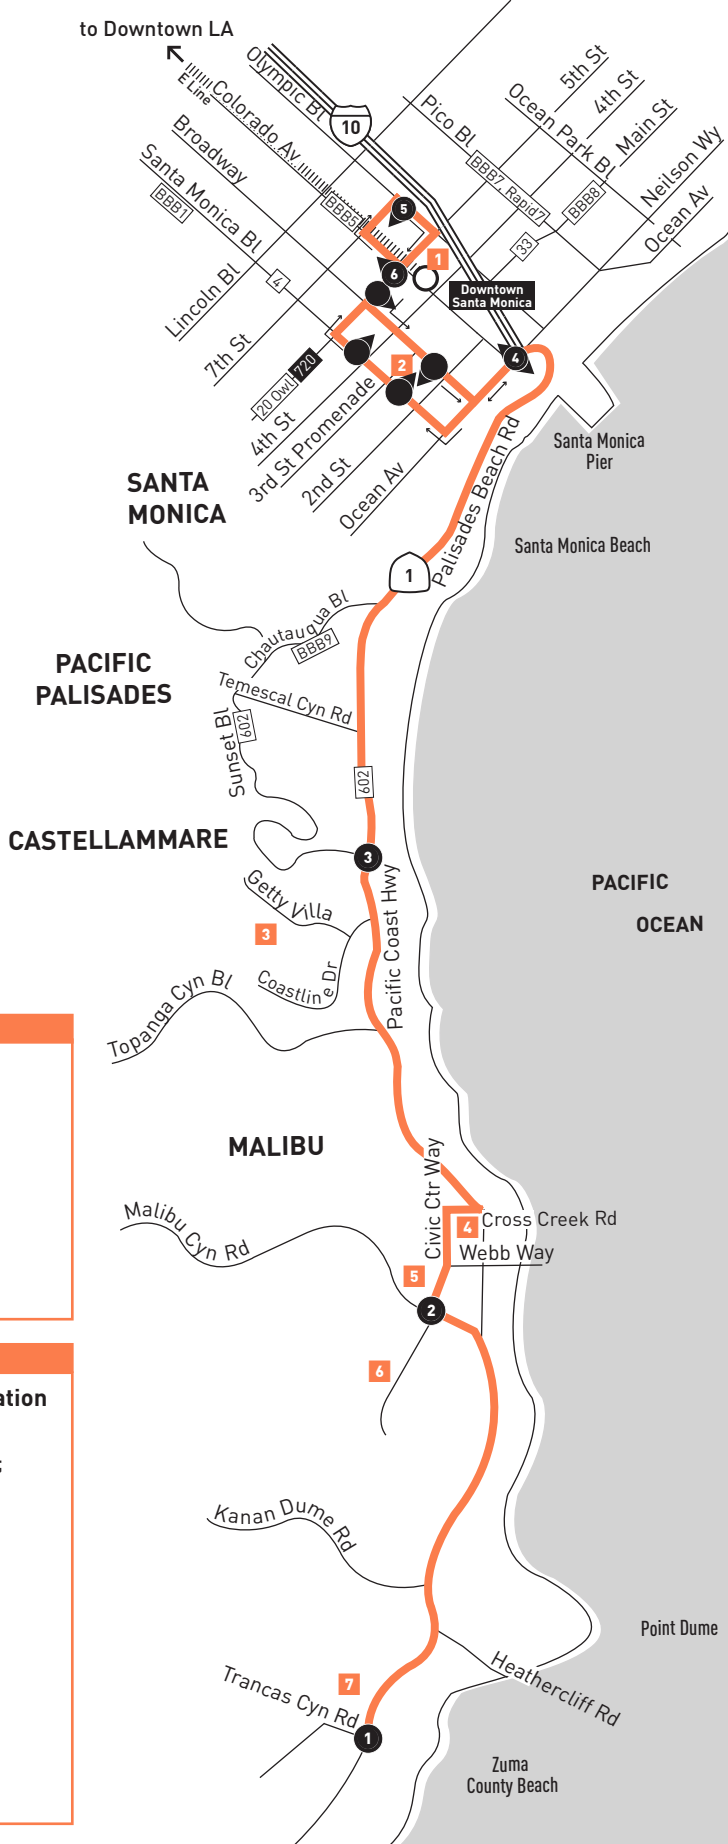 to Downtown LA
E Line
Olympic Bl
10
Colorado Av
Broadway
Santa Monica Bl
BBB1
BBB5
Pico Bl
BBB7, Rapid7
Ocean Park Bl
BBB8
5th St
4th St
Main St
Neilson Wy
Ocean Av
33
5
6
1
Downtown
Santa Monica
4
Lincoln Bl
7th St
4
720
20 Owl
2
4th St
3rd St Promenade
2nd St
Ocean Av
Palisades Beach Rd
Santa Monica
Pier
SANTA
MONICA
Santa Monica Beach
1
Chautauqua Bl
BBB9
PACIFIC
PALISADES
Temescal Cyn Rd
Sunset Bl
602
602
CASTELLAMMARE
3
Getty Villa
3
Coastline Dr
Pacific Coast Hwy
PACIFIC
OCEAN
Topanga Cyn Bl
MALIBU
Civic Ctr Way
Malibu Cyn Rd
4
Cross Creek Rd
Webb Way
5
2
6
ation
Kanan Dume Rd
Point Dume
Heathercliff Rd
7
Trancas Cyn Rd
1
Zuma
County Beach